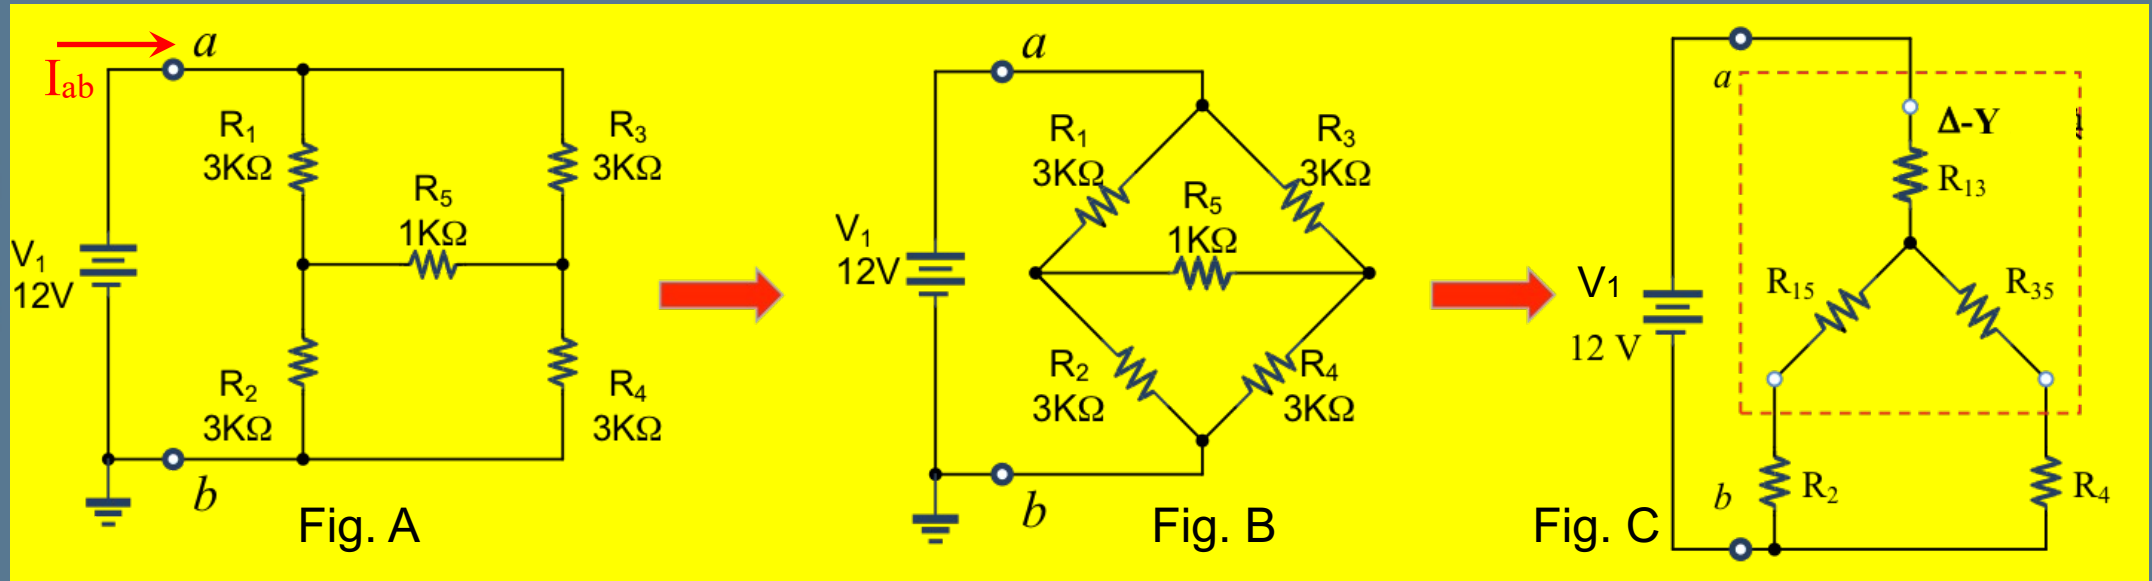 I_ab
a
R1
3KΩ
R3
3KΩ
R5
1KΩ
V1
12V
R2
3KΩ
R4
3KΩ
b
Fig. A
a
R1
3KΩ
R3
3KΩ
R5
1KΩ
V1
12V
R2
3KΩ
R4
3KΩ
b
Fig. B
a
Δ-Y
R13
R15
R35
V1
12 V
b
R2
R4
Fig. C